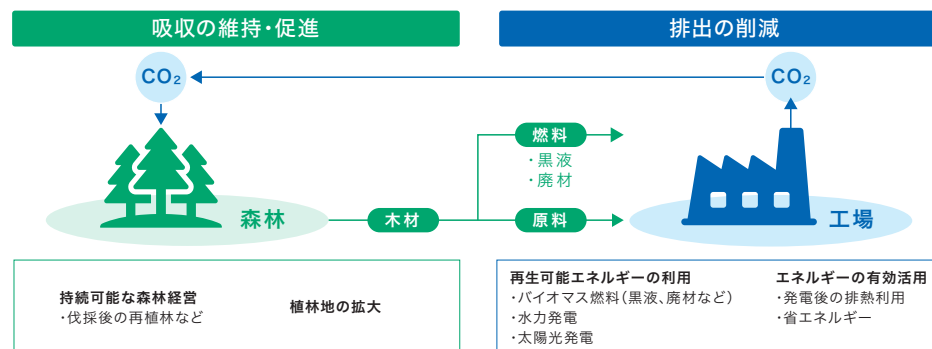 吸収の維持・促進
排出の削減
CO₂
CO₂
燃料
・黒液
・廃材
森林
木材
原料
工場
持続可能な森林経営
・伐採後の再植林など
植林地の拡大
再生可能エネルギーの利用
・バイオマス燃料（黒液、廃材など）
・水力発電
・太陽光発電
エネルギーの有効活用
・発電後の排熱利用
・省エネルギー